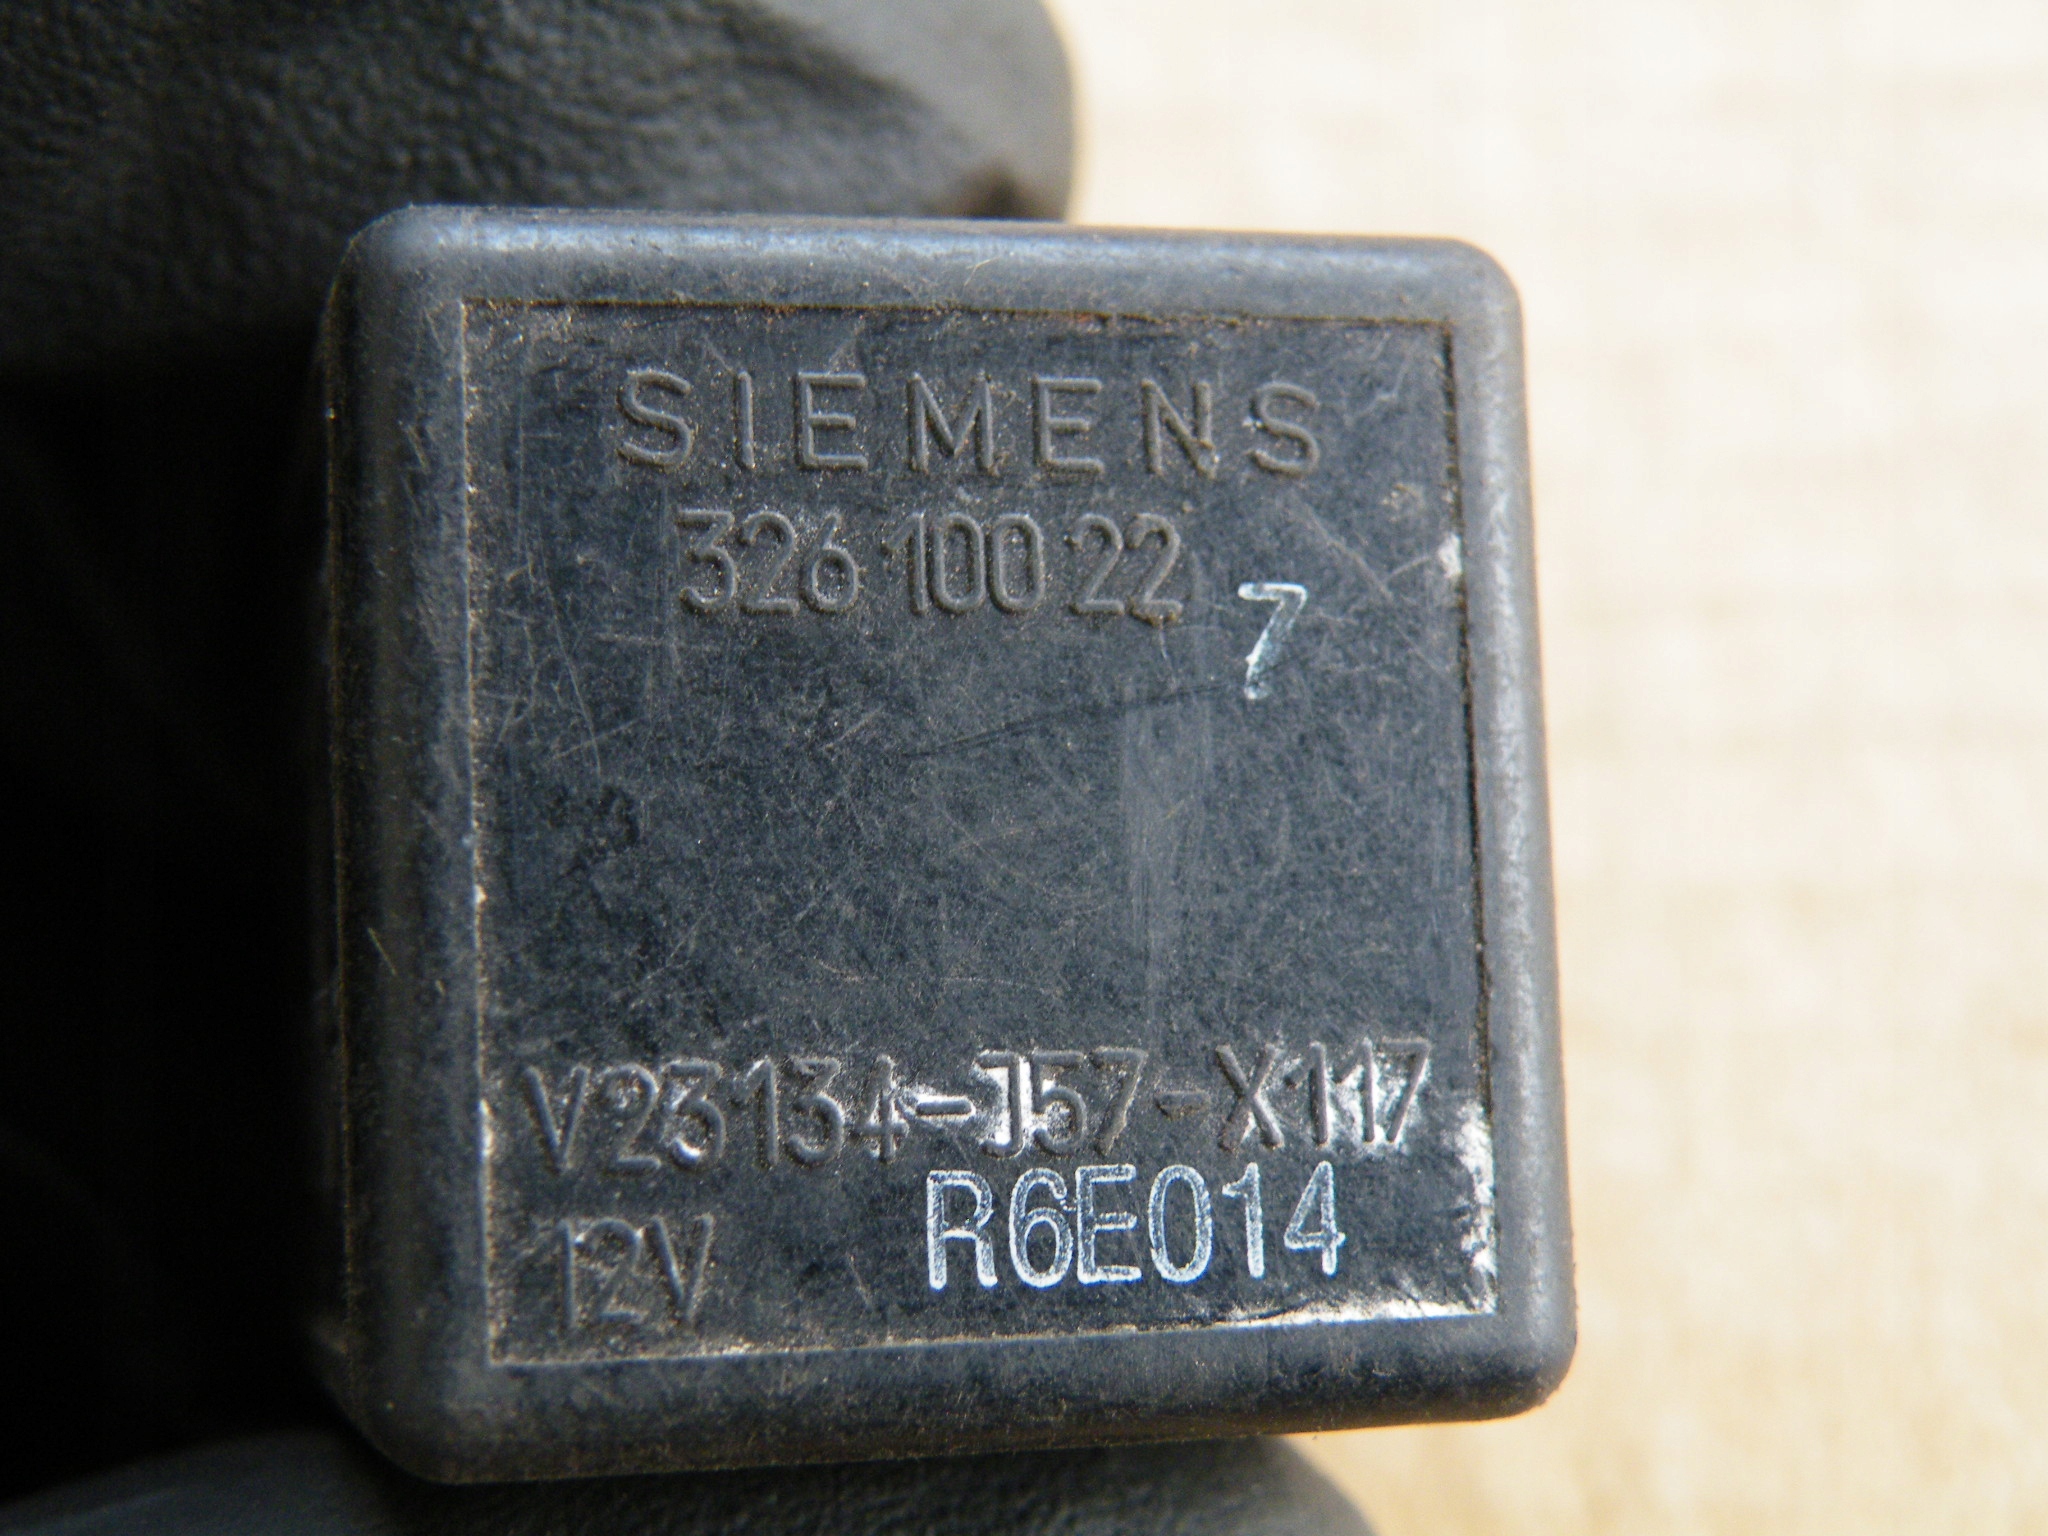 SIEMENS
326 100 22
7
V23134-J57-X117
12V R6E014